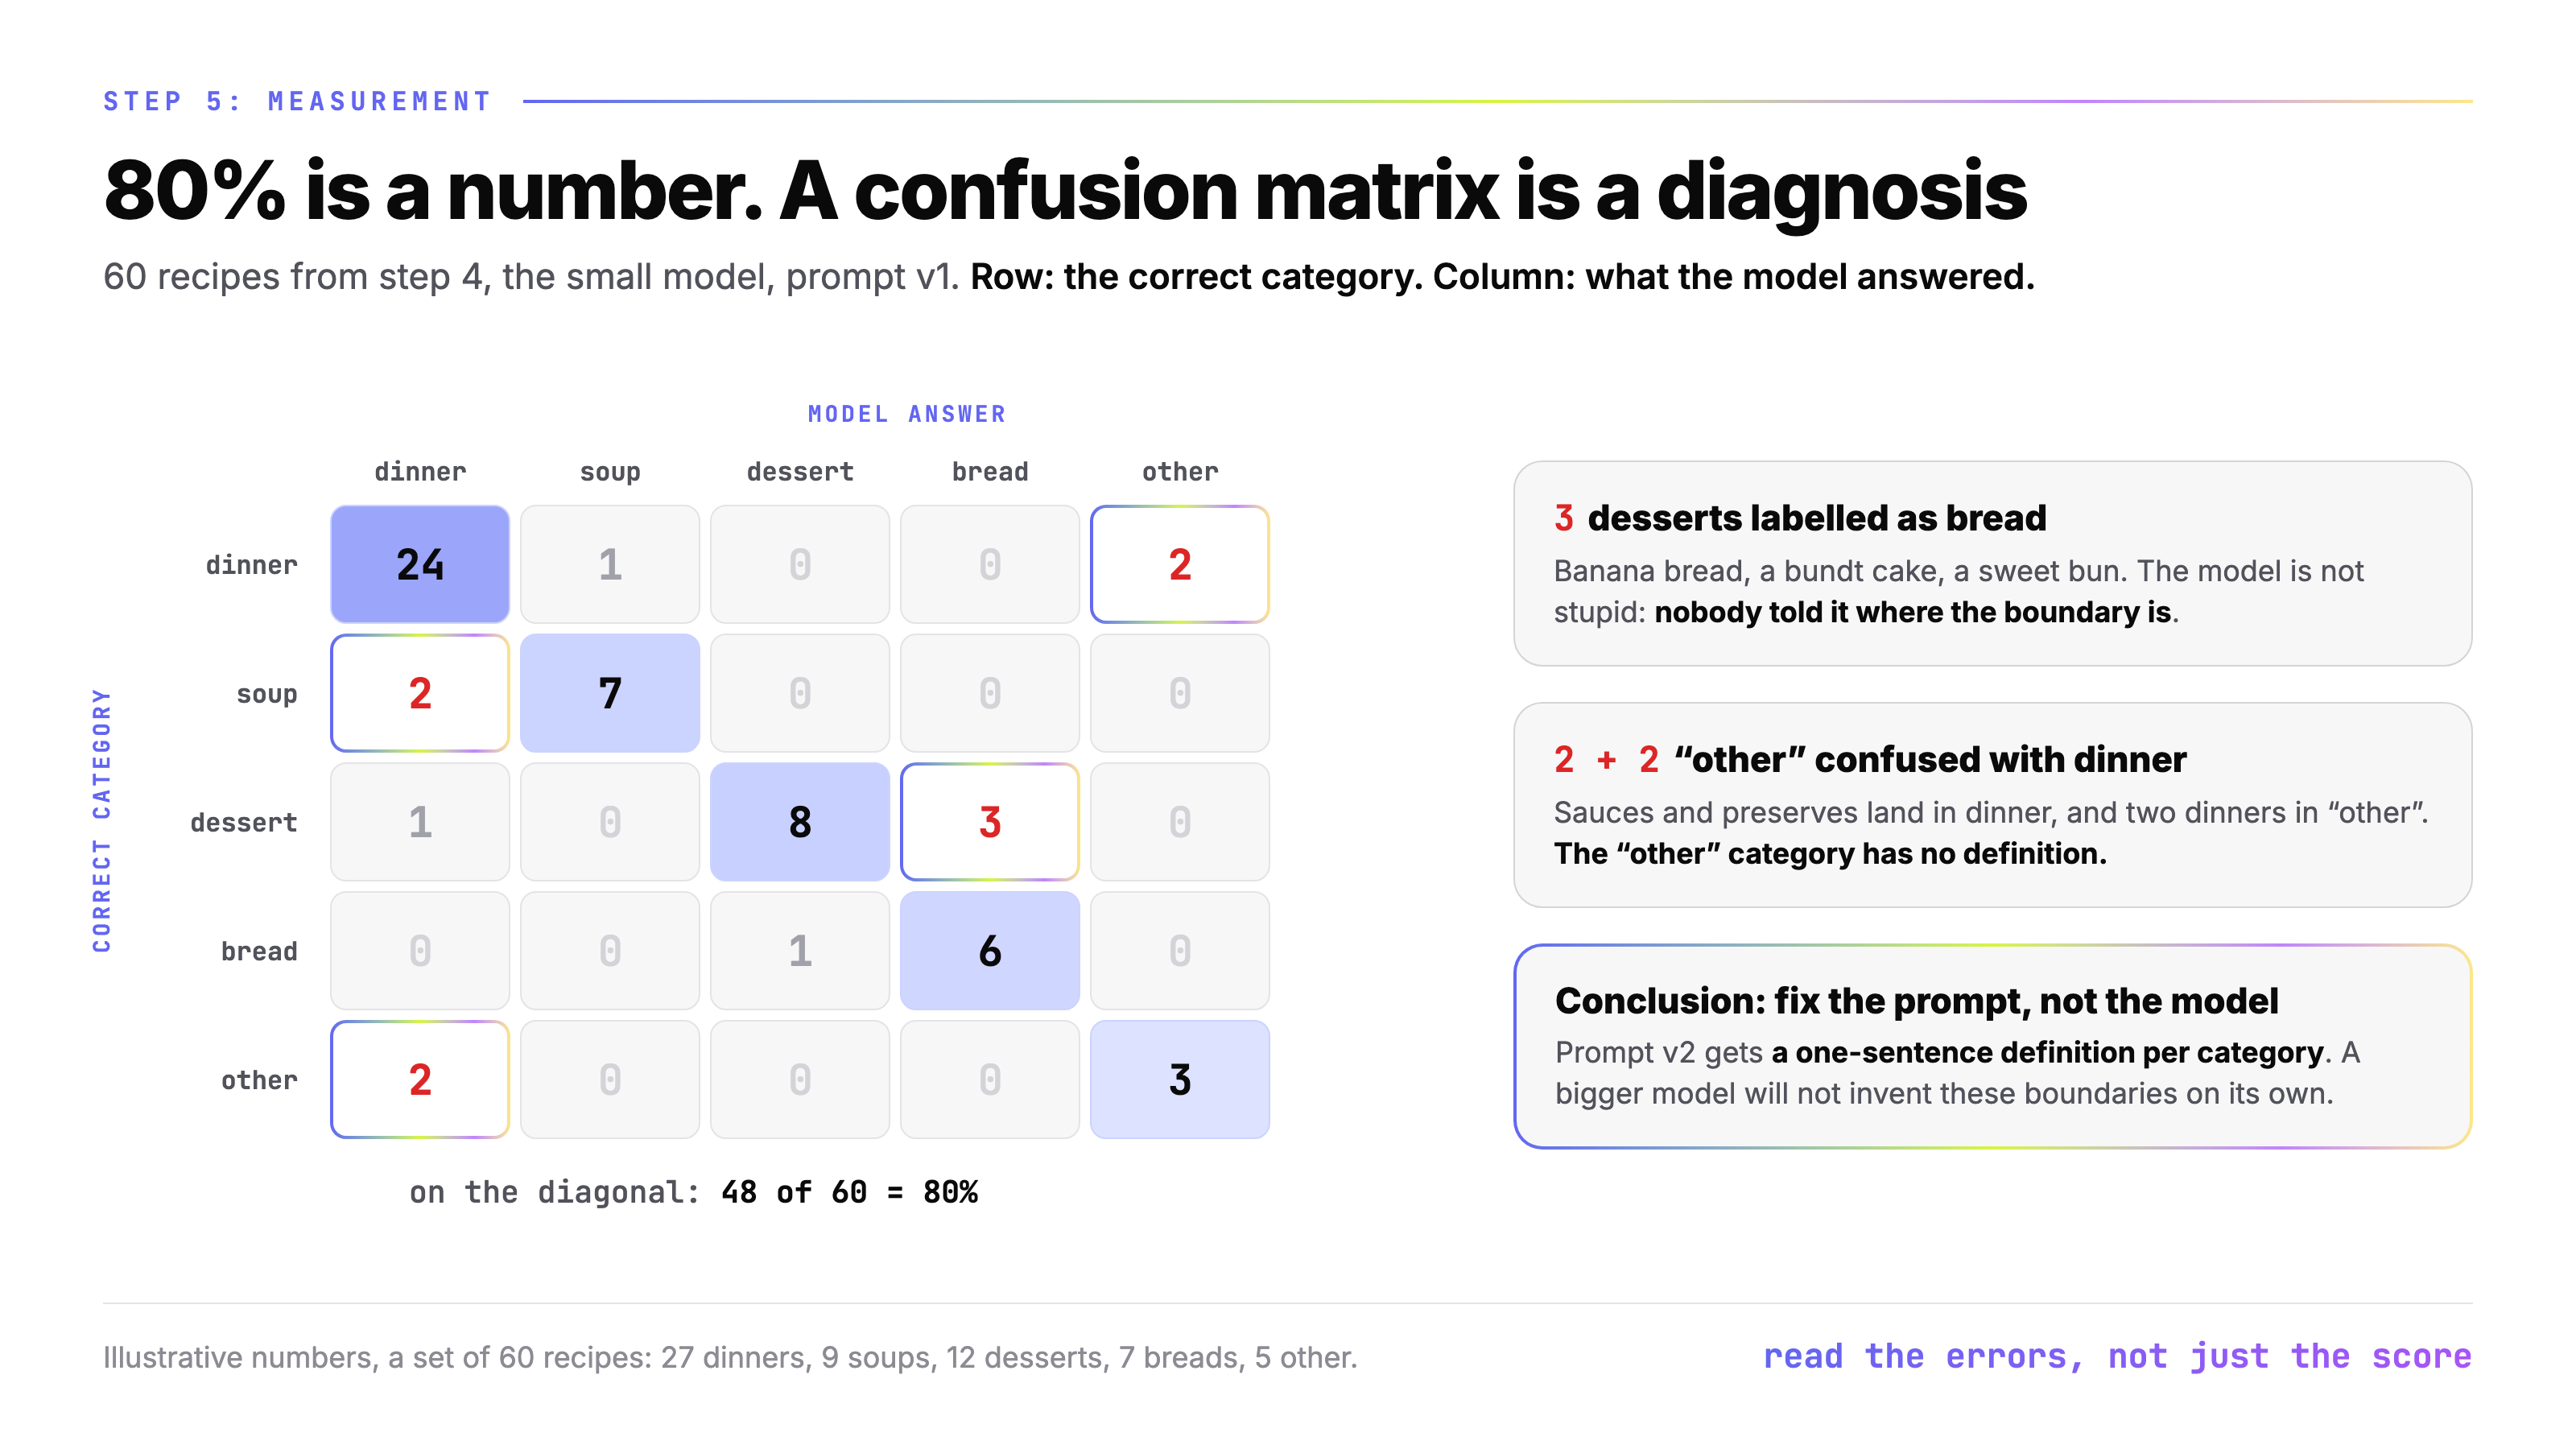 STEP 5: MEASUREMENT
80% is a number. A confusion matrix is a diagnosis
60 recipes from step 4, the small model, prompt v1. Row: the correct category. Column: what the model answered.
MODEL ANSWER
dinner soup dessert bread other
CORRECT CATEGORY
dinner 24 1 0 0 2
soup 2 7 0 0 0
dessert 1 0 8 3 0
bread 0 0 1 6 0
other 2 0 0 0 3
on the diagonal: 48 of 60 = 80%
3 desserts labelled as bread
Banana bread, a bundt cake, a sweet bun. The model is not
stupid: nobody told it where the boundary is.
2 + 2 “other” confused with dinner
Sauces and preserves land in dinner, and two dinners in “other”.
The “other” category has no definition.
Conclusion: fix the prompt, not the model
Prompt v2 gets a one-sentence definition per category. A
bigger model will not invent these boundaries on its own.
Illustrative numbers, a set of 60 recipes: 27 dinners, 9 soups, 12 desserts, 7 breads, 5 other.
read the errors, not just the score